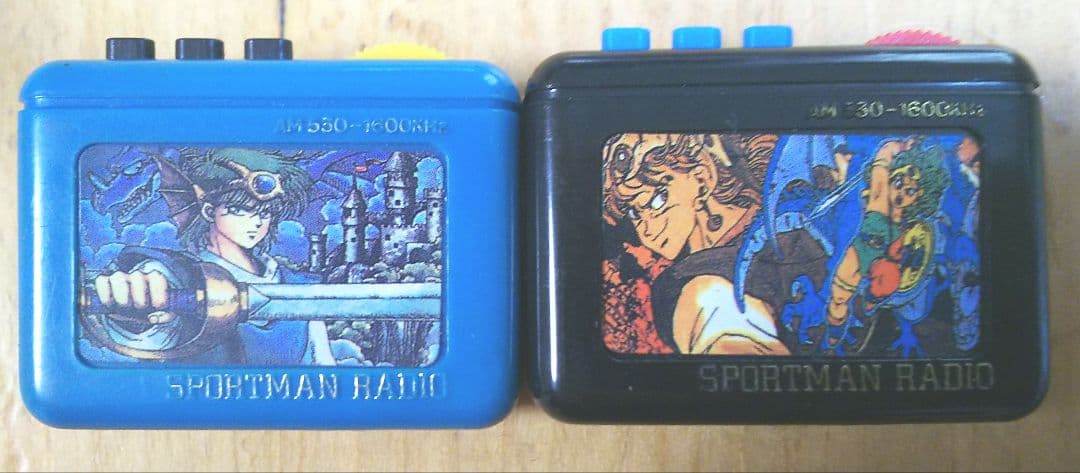 AM 530-1600KHz
SPORTMAN RADIO
AM 530-1600KHz
SPORTMAN RADIO